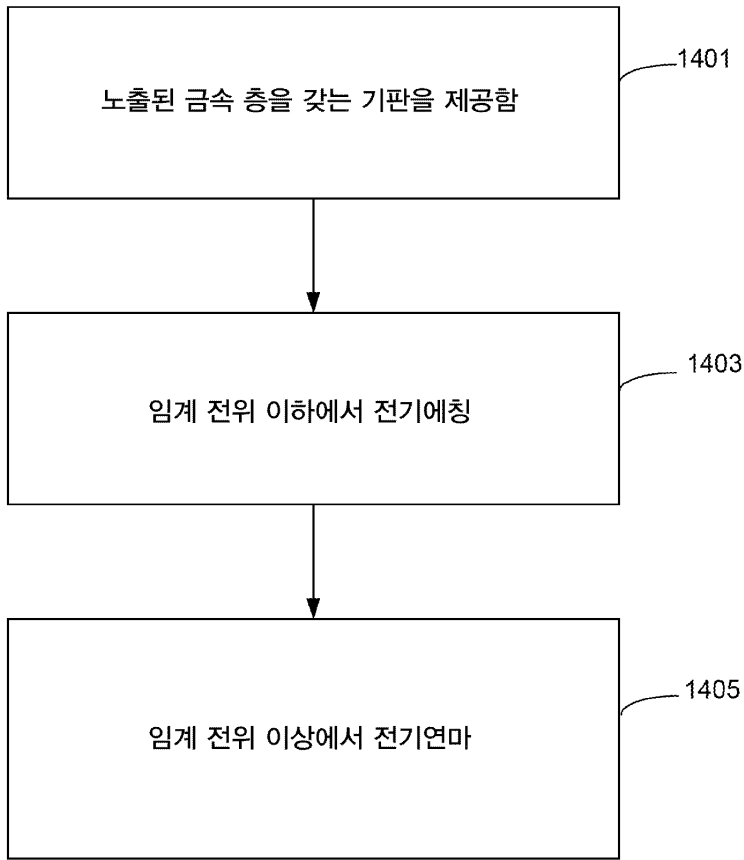 노출된 금속 층을 갖는 기판을 제공함
1401
임계 전위 이하에서 전기에칭
1403
임계 전위 이상에서 전기연마
1405